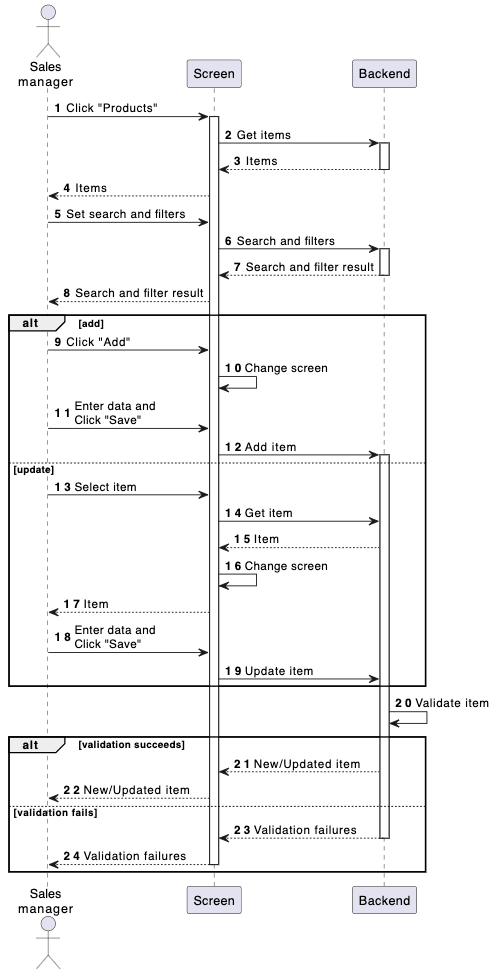 Sales
manager
Screen
Backend
1 Click "Products"
2 Get items
3 Items
4 Items
5 Set search and filters
6 Search and filters
7 Search and filter result
8 Search and filter result
alt [add]
9 Click "Add"
10 Change screen
11 Enter data and
Click "Save"
12 Add item
[update]
13 Select item
14 Get item
15 Item
16 Change screen
17 Item
18 Enter data and
Click "Save"
19 Update item
20 Validate item
alt [validation succeeds]
21 New/Updated item
22 New/Updated item
[validation fails]
23 Validation failures
24 Validation failures
Sales
manager
Screen
Backend